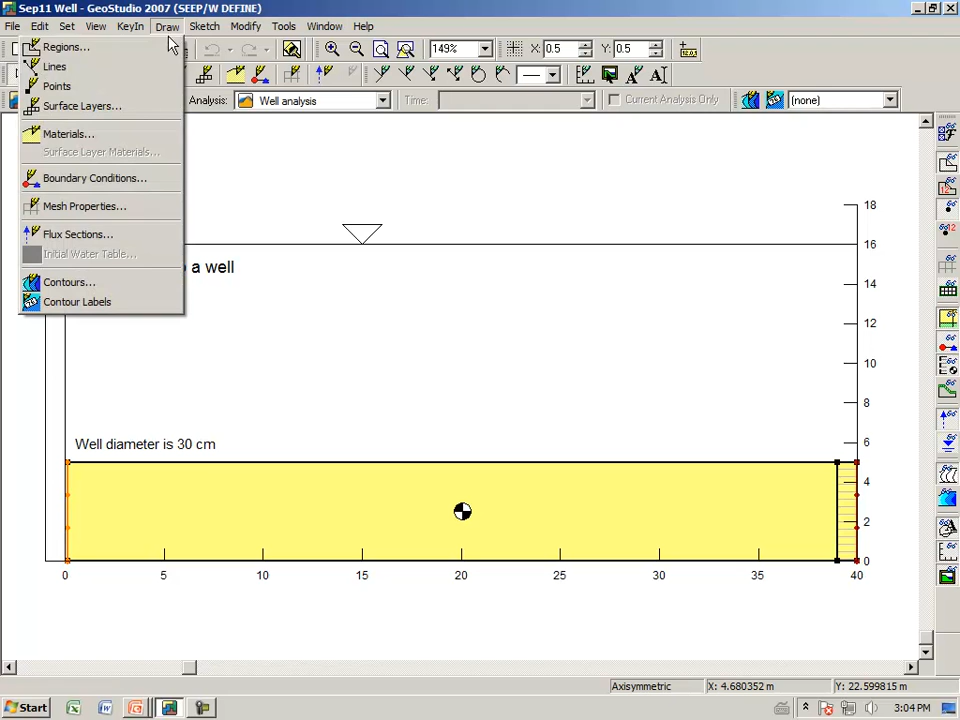 Sep11 Well - GeoStudio 2007 (SEEP/W DEFINE)
File Edit Set View KeyIn Draw Sketch Modify Tools Window Help
149% X: 0.5 Y: 0.5
Analysis: Well analysis Time: Current Analysis Only (none)
Regions...
Lines
Points
Surface Layers...
Materials...
Surface Layer Materials...
Boundary Conditions...
Mesh Properties...
Flux Sections...
Initial Water Table...
Contours...
Contour Labels
a well
Well diameter is 30 cm
18
16
14
12
10
8
6
4
2
0
0 5 10 15 20 25 30 35 40
Axisymmetric X: 4.680352 m Y: 22.599815 m
Start 3:04 PM